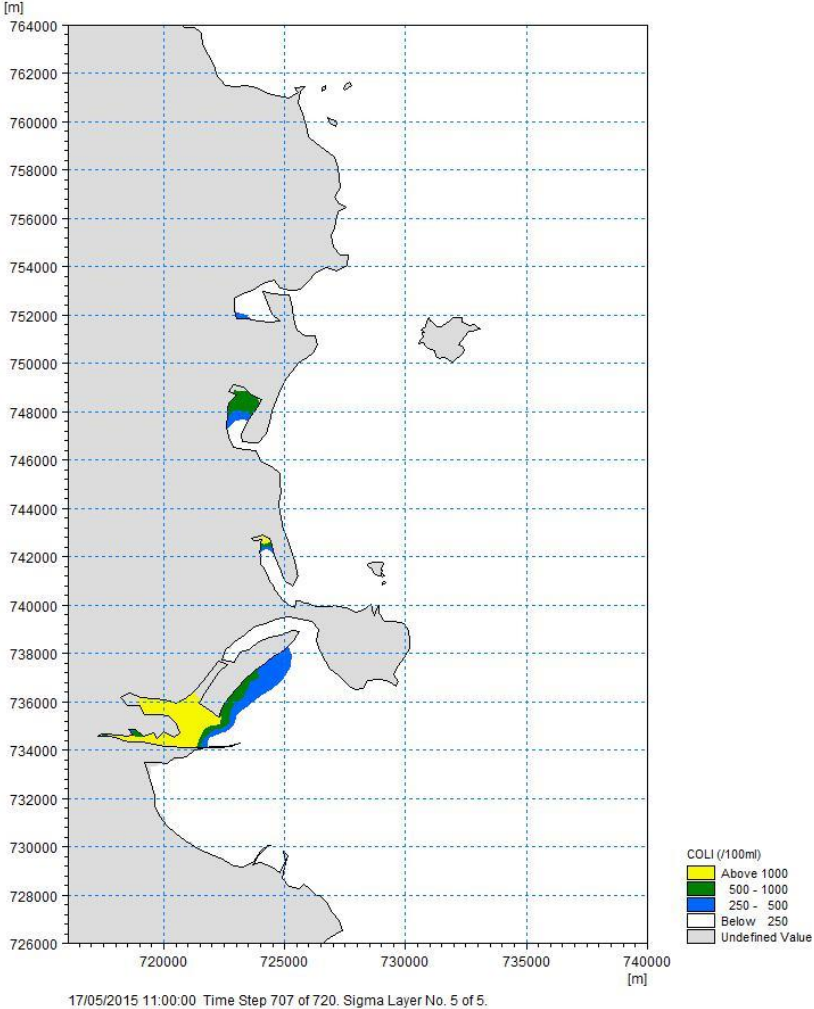 [m]
764000
762000
760000
758000
756000
754000
752000
750000
748000
746000
744000
742000
740000
738000
736000
734000
732000
730000
728000
726000
720000 725000 730000 735000 740000
[m]
COLI (/100ml)
Above 1000
500 - 1000
250 - 500
Below 250
Undefined Value
17/05/2015 11:00:00 Time Step 707 of 720. Sigma Layer No. 5 of 5.